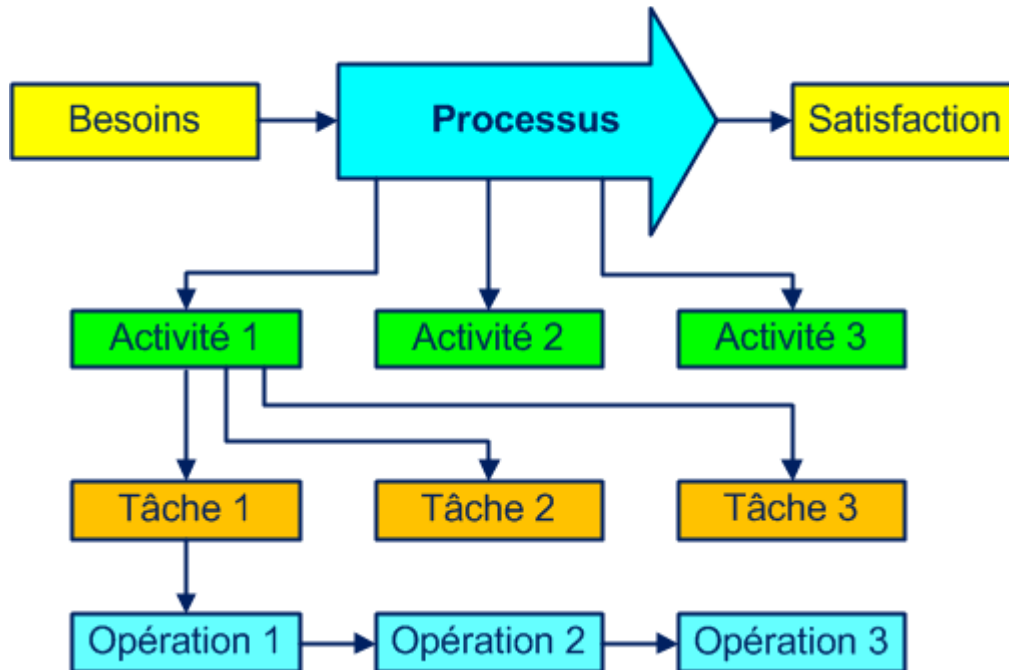 Besoins
Processus
Satisfaction
Activité 1
Activité 2
Activité 3
Tâche 1
Tâche 2
Tâche 3
Opération 1
Opération 2
Opération 3